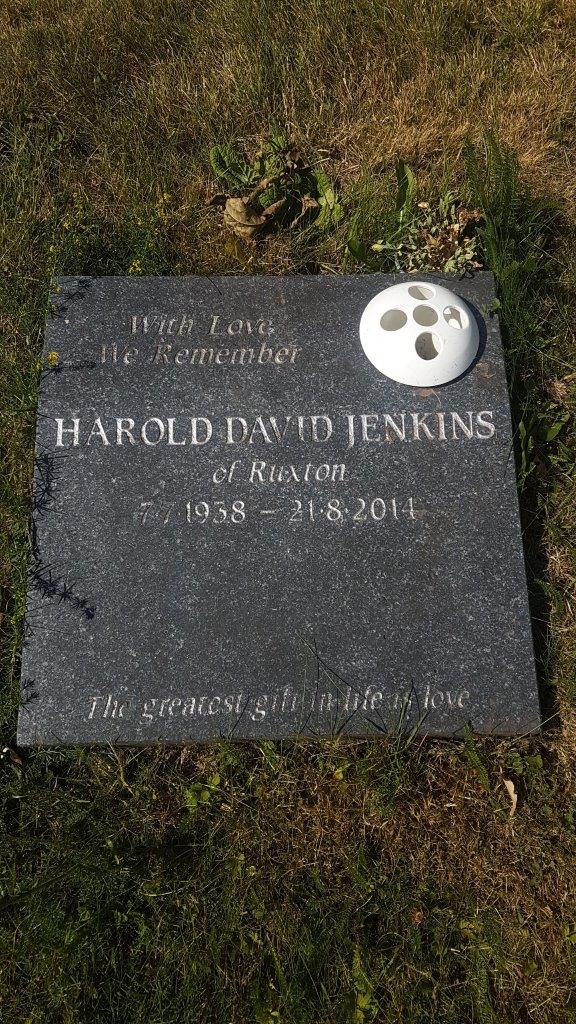 With Love
We Remember
HAROLD DAVID JENKINS
of Ruxton
7·7·1938 – 21·8·2014
The greatest gift in life is love